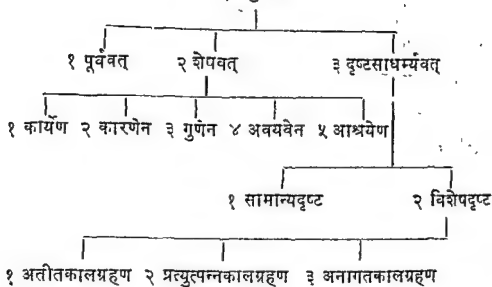 १ पूर्ववत् २ शेषवत् ३ दृष्टसाधर्म्यवत्
१ कार्येण २ कारणेन ३ गुणेन ४ अवयवेन ५ आश्रयेण
१ सामान्यदृष्ट २ विशेषदृष्ट
१ अतीतकालग्रहण २ प्रत्युत्पन्नकालग्रहण ३ अनागतकालग्रहण